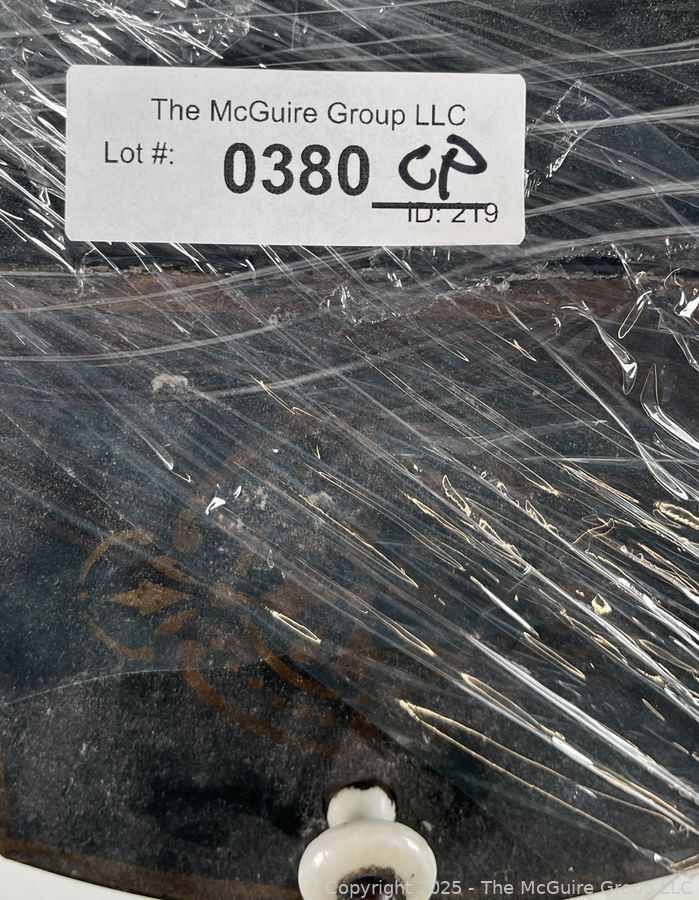 The McGuire Group LLC
Lot #: 0380 CP
ID: 219
Copyright 2025 - The McGuire Group LLC